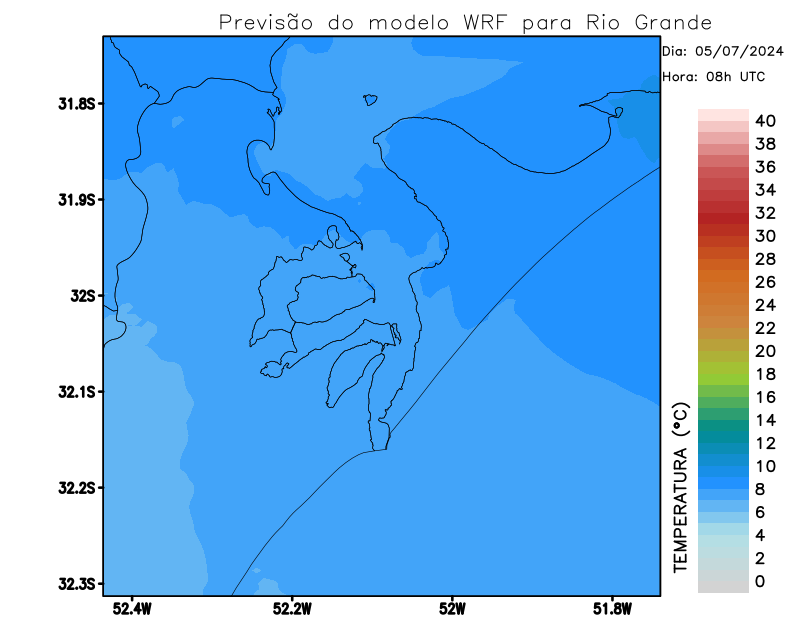 Previsão do modelo WRF para Rio Grande
Dia: 05/07/2024
Hora: 08h UTC
31.8S
31.9S
32S
32.1S
32.2S
32.3S
52.4W
52.2W
52W
51.8W
TEMPERATURA (°C)
40
38
36
34
32
30
28
26
24
22
20
18
16
14
12
10
8
6
4
2
0